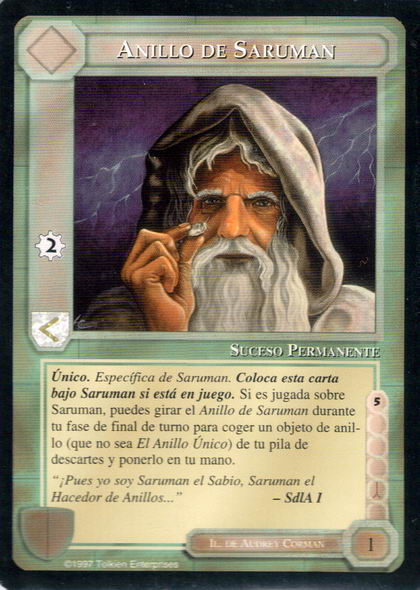 ANILLO DE SARUMAN
2
SUCESO PERMANENTE
Único. Específica de Saruman. Coloca esta carta
bajo Saruman si está en juego. Si es jugada sobre
Saruman, puedes girar el Anillo de Saruman durante
tu fase de final de turno para coger un objeto de anil-
lo (que no sea El Anillo Único) de tu pila de
descartes y ponerlo en tu mano.
"¡Pues yo soy Saruman el Sabio, Saruman el
Hacedor de Anillos..." – SdlA I
5
IL. DE AUDREY CORMAN
1
©1997 Tolkien Enterprises